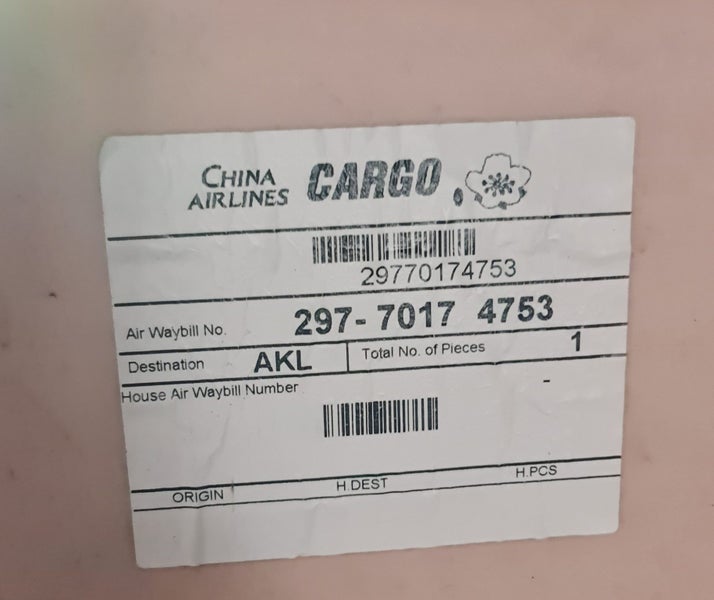 CHINA AIRLINES CARGO
29770174753
Air Waybill No. 297- 7017 4753
Destination AKL Total No. of Pieces 1
House Air Waybill Number -
ORIGIN H.DEST H.PCS